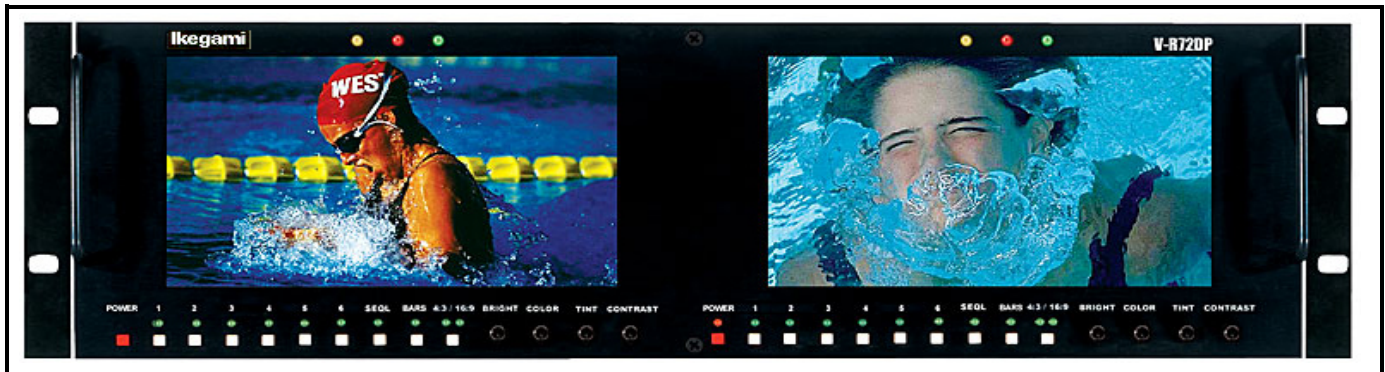 Ikegami
V-R72DP
WEST
POWER 1 2 3 4 5 6 SEQL BARS 4:3 / 16:9 BRIGHT COLOR TINT CONTRAST
POWER 1 2 3 4 5 6 SEQL BARS 4:3 / 16:9 BRIGHT COLOR TINT CONTRAST